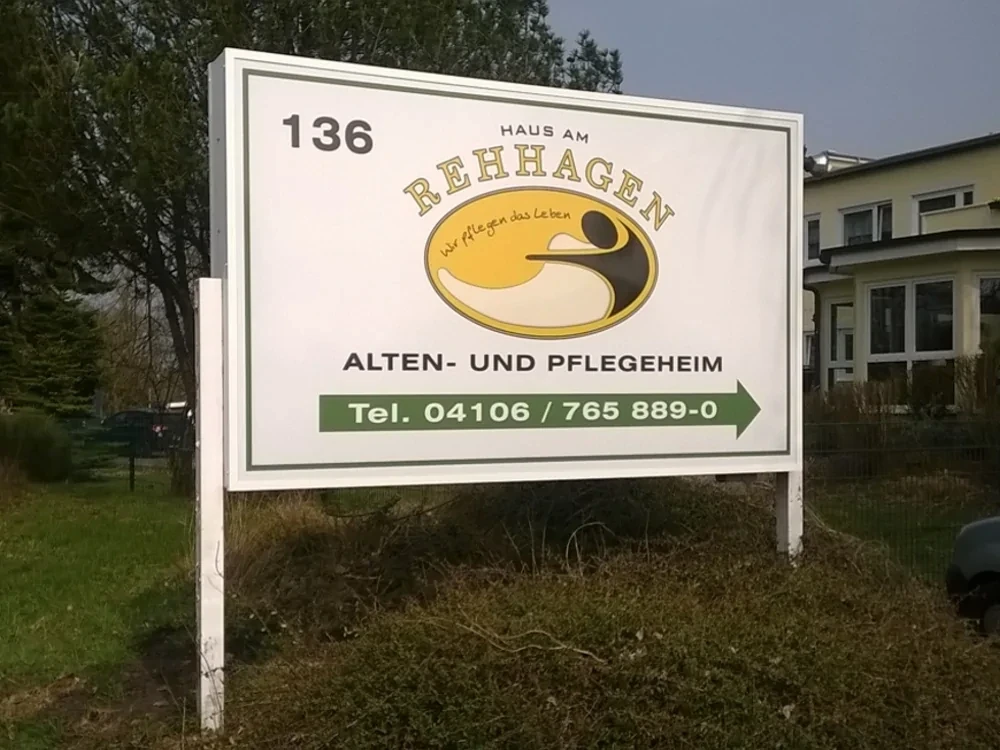 136
HAUS AM
REHHAGEN
Wir pflegen das Leben
ALTEN- UND PFLEGEHEIM
Tel. 04106 / 765 889-0